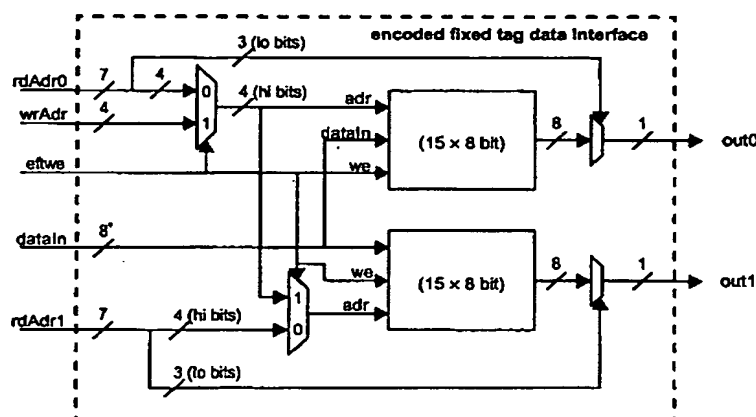 encoded fixed tag data interface
3 (lo bits)
rdAdr0 7 4 0 4 (hi bits) adr 8 1
wrAdr 4 1 dataIn (15 × 8 bit) out0
eftwe we
dataIn 8*
we (15 × 8 bit) 8 1 out1
1 adr
rdAdr1 7 4 (hi bits) 0
3 (lo bits)